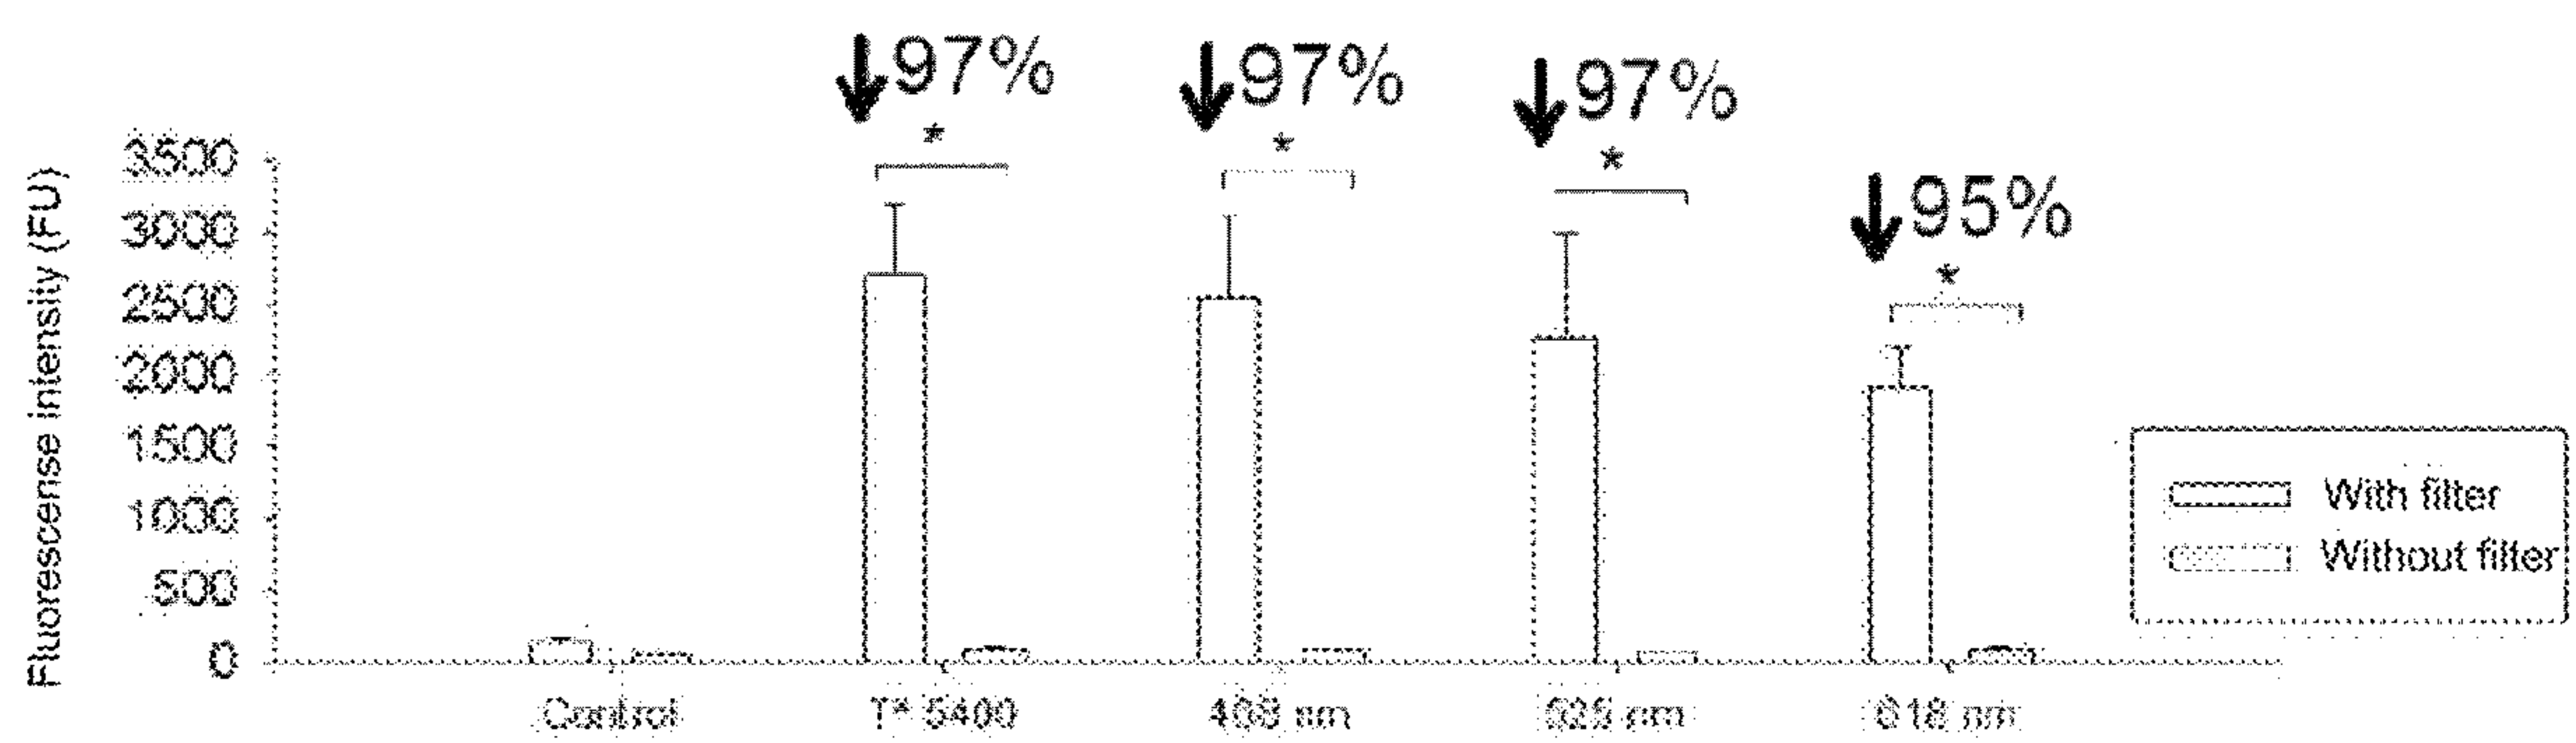 ↓97%
↓97%
↓97%
↓95%
*
*
*
*
Fluorescense intensity (FU)
3500
3000
2500
2000
1500
1000
500
0
Control
T* 5400
nm
nm
nm
With filter
Without filter